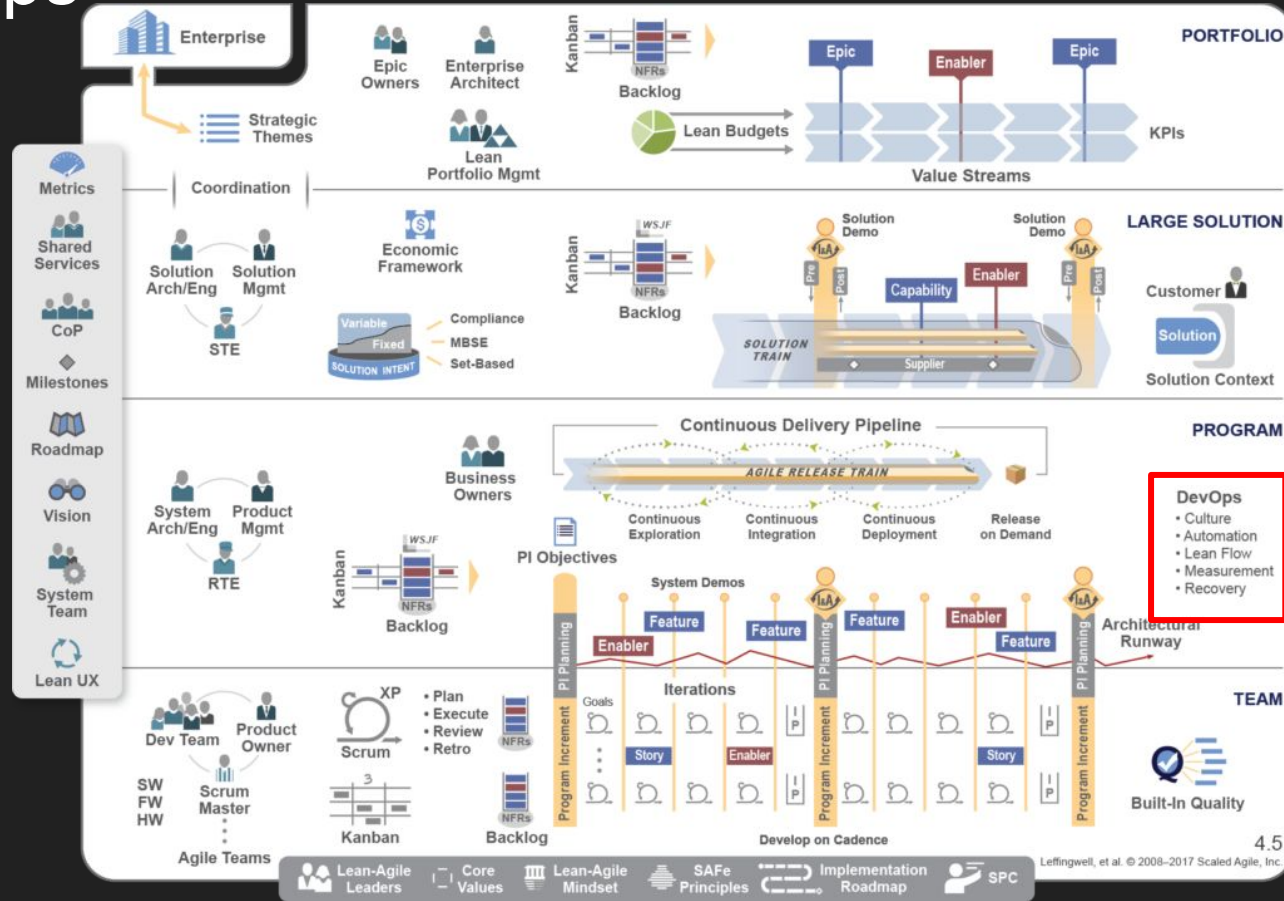 ps
Enterprise
Strategic
Themes
Epic
Owners
Enterprise
Architect
Lean
Portfolio Mgmt
Kanban
NFRs
Backlog
Lean Budgets
Epic
Enabler
Epic
KPIs
Value Streams
PORTFOLIO
Metrics
Shared
Services
CoP
Milestones
Roadmap
Vision
System
Team
Lean UX
Coordination
Solution
Arch/Eng
Solution
Mgmt
STE
Economic
Framework
Variable
Fixed
SOLUTION INTENT
Compliance
MBSE
Set-Based
Kanban
WSJF
NFRs
Backlog
Solution
Demo
I&A
Pre
Post
Capability
Enabler
Solution
Demo
I&A
Pre
Post
SOLUTION
TRAIN
Supplier
LARGE SOLUTION
Customer
Solution
Solution Context
System
Arch/Eng
Product
Mgmt
RTE
Business
Owners
Kanban
WSJF
NFRs
Backlog
Continuous Delivery Pipeline
AGILE RELEASE TRAIN
Continuous
Exploration
Continuous
Integration
Continuous
Deployment
Release
on Demand
PROGRAM
DevOps
• Culture
• Automation
• Lean Flow
• Measurement
• Recovery
PI Objectives
System Demos
I&A
I&A
PI Planning
Enabler
Feature
Feature
PI Planning
Feature
Enabler
Feature
PI Planning
Architectural
Runway
Dev Team
Product
Owner
Scrum
Master
SW
FW
HW
Agile Teams
XP
Scrum
• Plan
• Execute
• Review
• Retro
3
Kanban
NFRs
NFRs
Backlog
Program Increment
Goals
Iterations
Story
Enabler
I
P
I
P
Program Increment
Story
I
P
I
P
Program Increment
Develop on Cadence
TEAM
Built-In Quality
4.5
Leffingwell, et al. © 2008–2017 Scaled Agile, Inc.
Lean-Agile
Leaders
Core
Values
Lean-Agile
Mindset
SAFe
Principles
Implementation
Roadmap
SPC